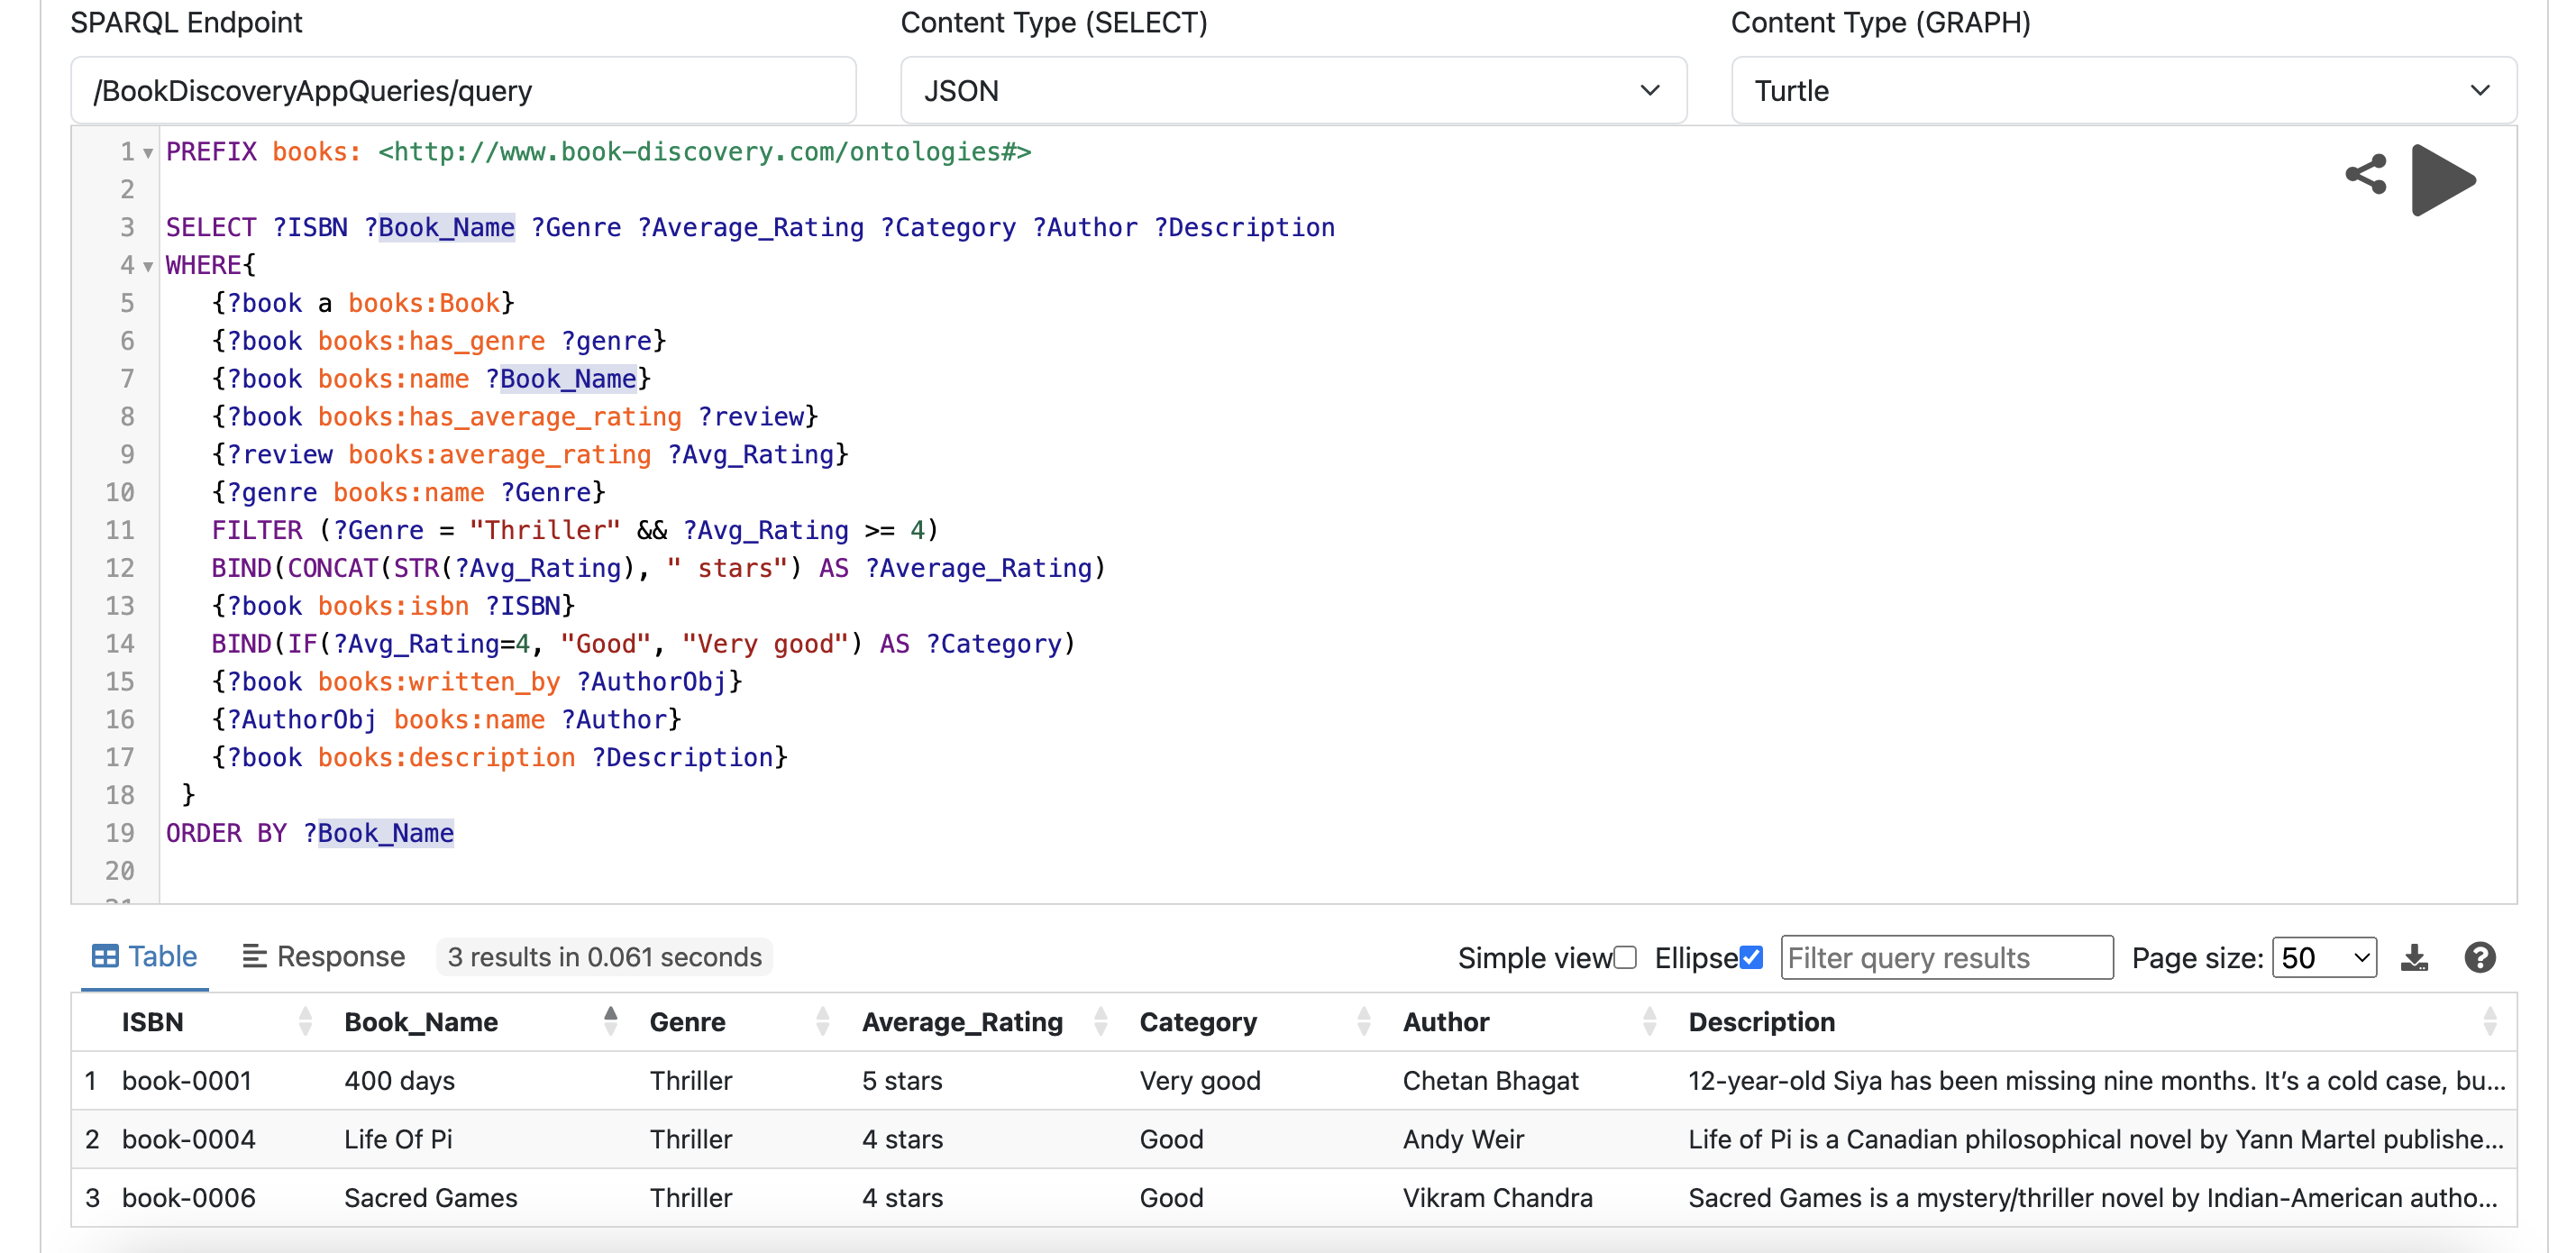 SPARQL Endpoint Content Type (SELECT) Content Type (GRAPH)
/BookDiscoveryAppQueries/query JSON Turtle
1 PREFIX books: <http://www.book-discovery.com/ontologies#>
2
3 SELECT ?ISBN ?Book_Name ?Genre ?Average_Rating ?Category ?Author ?Description
4 WHERE{
5 {?book a books:Book}
6 {?book books:has_genre ?genre}
7 {?book books:name ?Book_Name}
8 {?book books:has_average_rating ?review}
9 {?review books:average_rating ?Avg_Rating}
10 {?genre books:name ?Genre}
11 FILTER (?Genre = "Thriller" && ?Avg_Rating >= 4)
12 BIND(CONCAT(STR(?Avg_Rating), " stars") AS ?Average_Rating)
13 {?book books:isbn ?ISBN}
14 BIND(IF(?Avg_Rating=4, "Good", "Very good") AS ?Category)
15 {?book books:written_by ?AuthorObj}
16 {?AuthorObj books:name ?Author}
17 {?book books:description ?Description}
18 }
19 ORDER BY ?Book_Name
20
Table Response 3 results in 0.061 seconds Simple view Ellipse Filter query results Page size: 50
ISBN Book_Name Genre Average_Rating Category Author Description
1 book-0001 400 days Thriller 5 stars Very good Chetan Bhagat 12-year-old Siya has been missing nine months. It’s a cold case, bu...
2 book-0004 Life Of Pi Thriller 4 stars Good Andy Weir Life of Pi is a Canadian philosophical novel by Yann Martel publishe...
3 book-0006 Sacred Games Thriller 4 stars Good Vikram Chandra Sacred Games is a mystery/thriller novel by Indian-American autho...